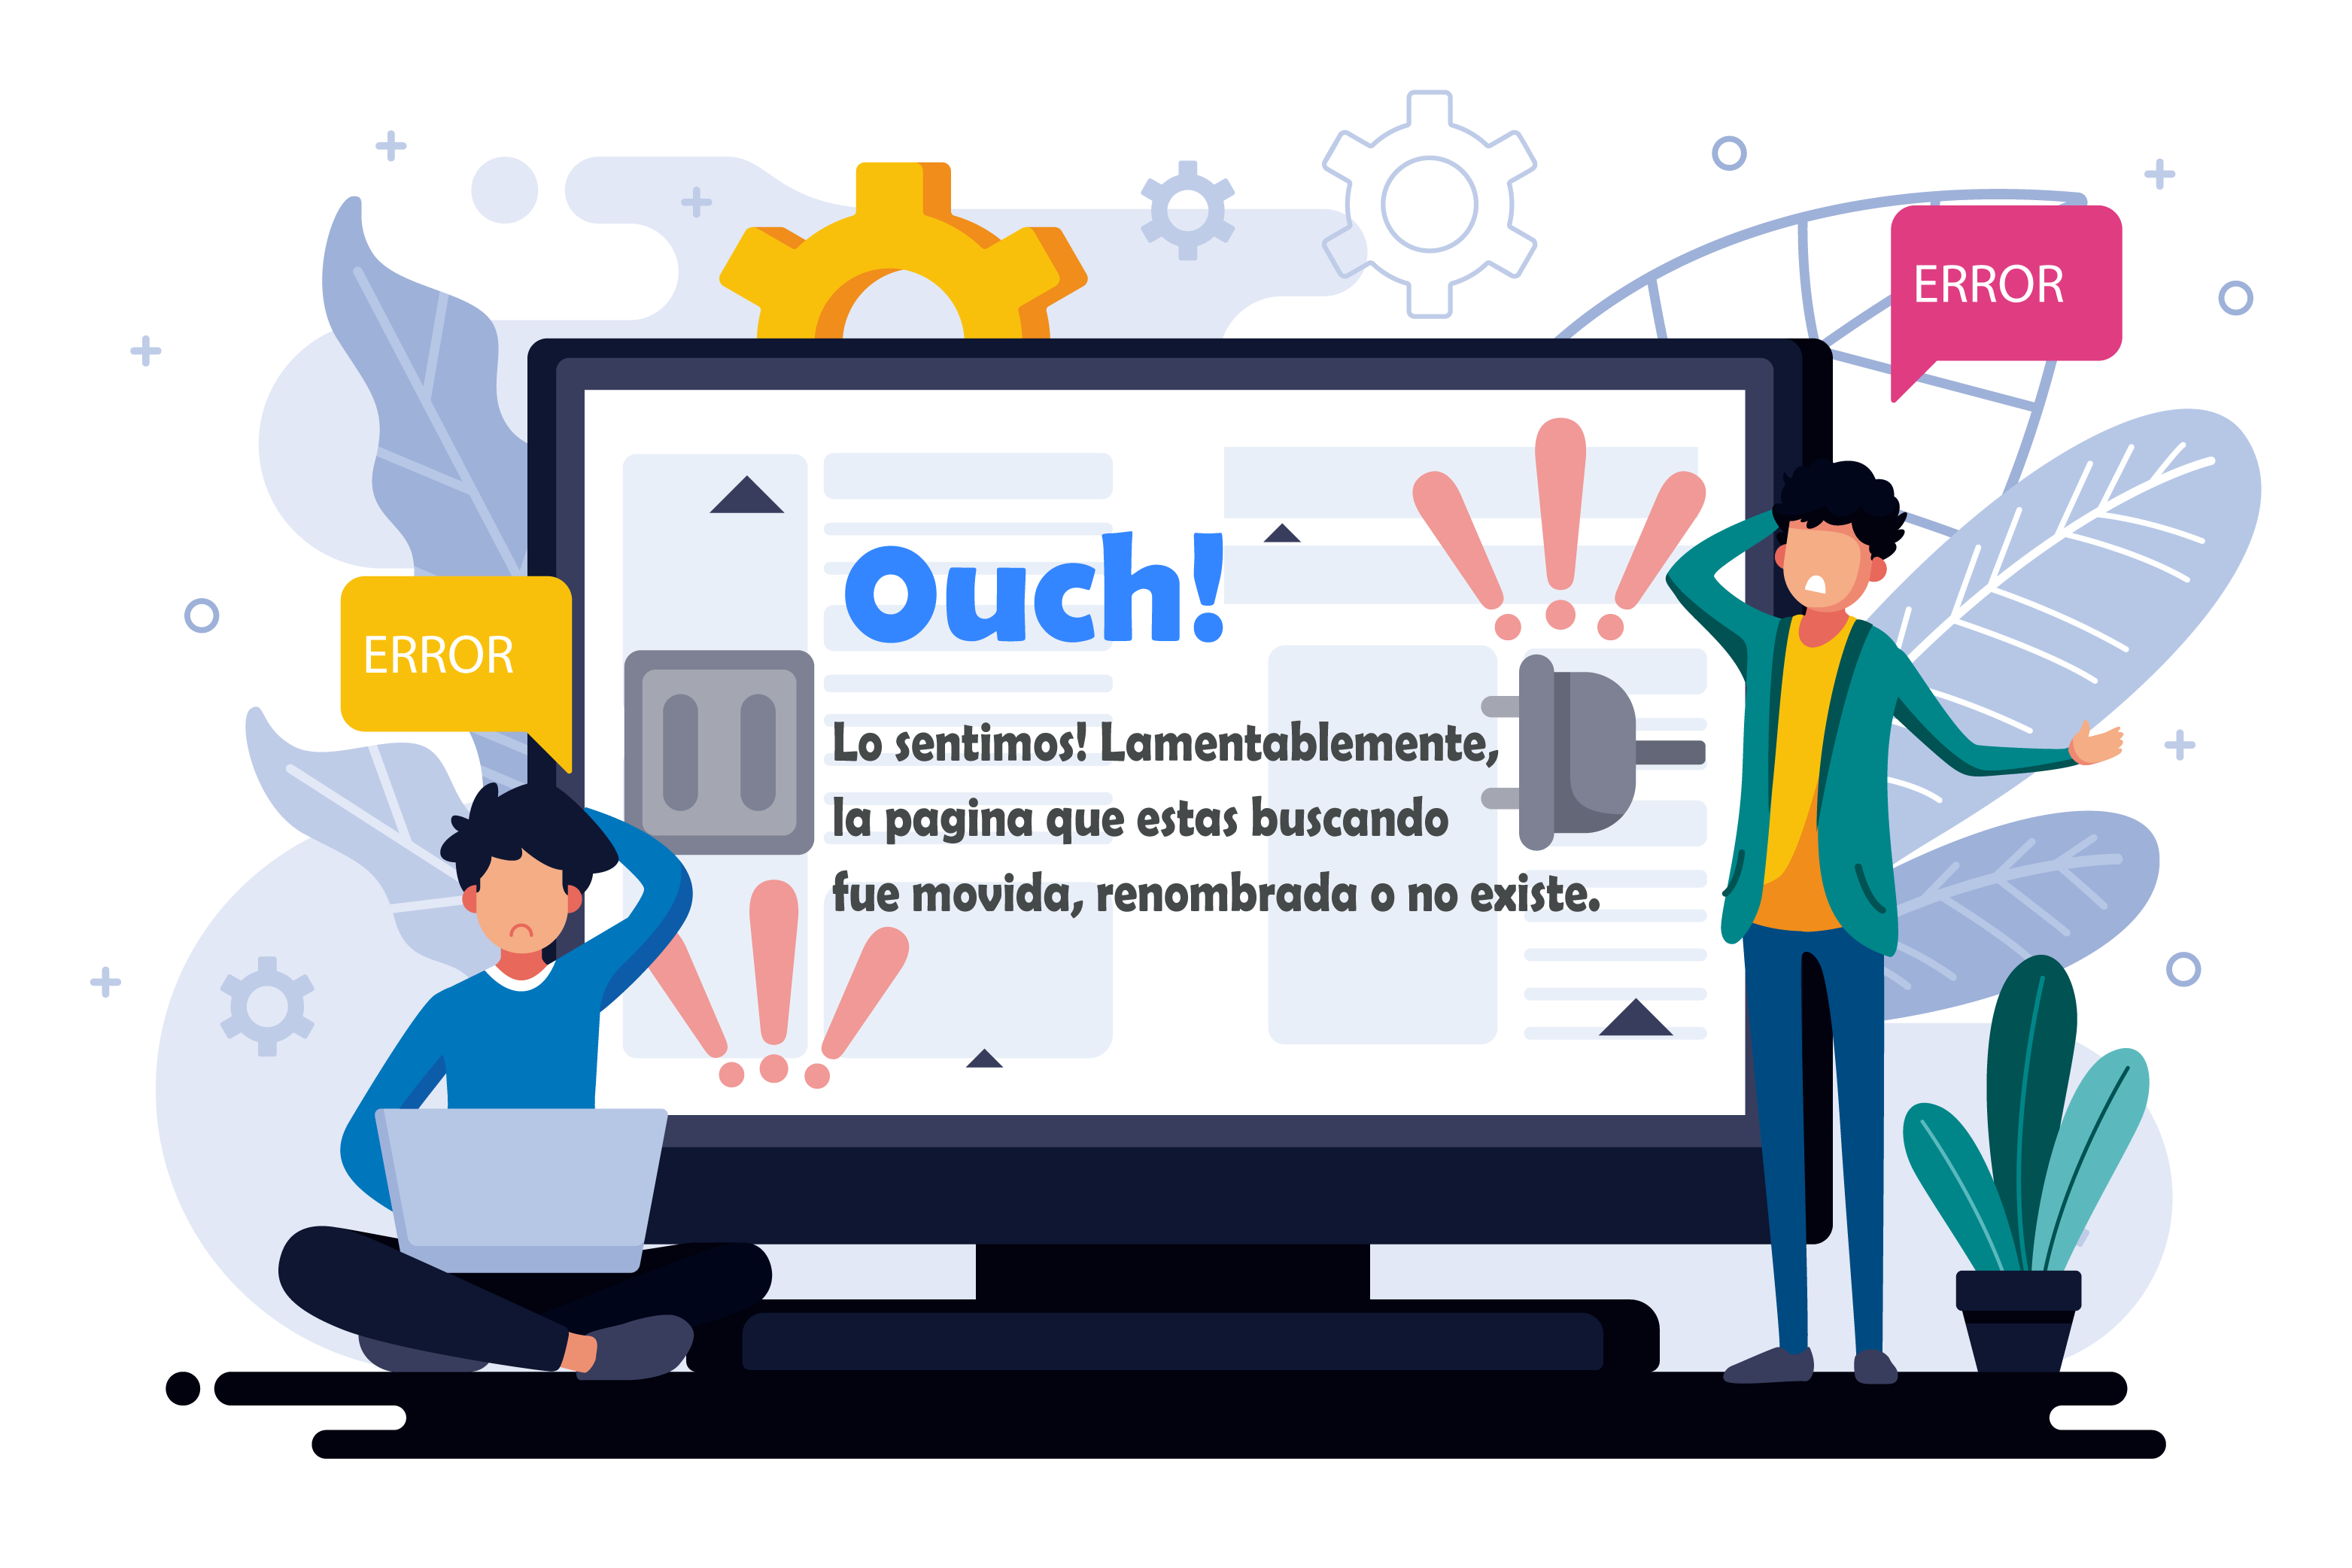 ERROR
Ouch!
ERROR
Lo sentimos! Lamentablemente,
la pagina que estas buscando
fue movida, renombrada o no existe.